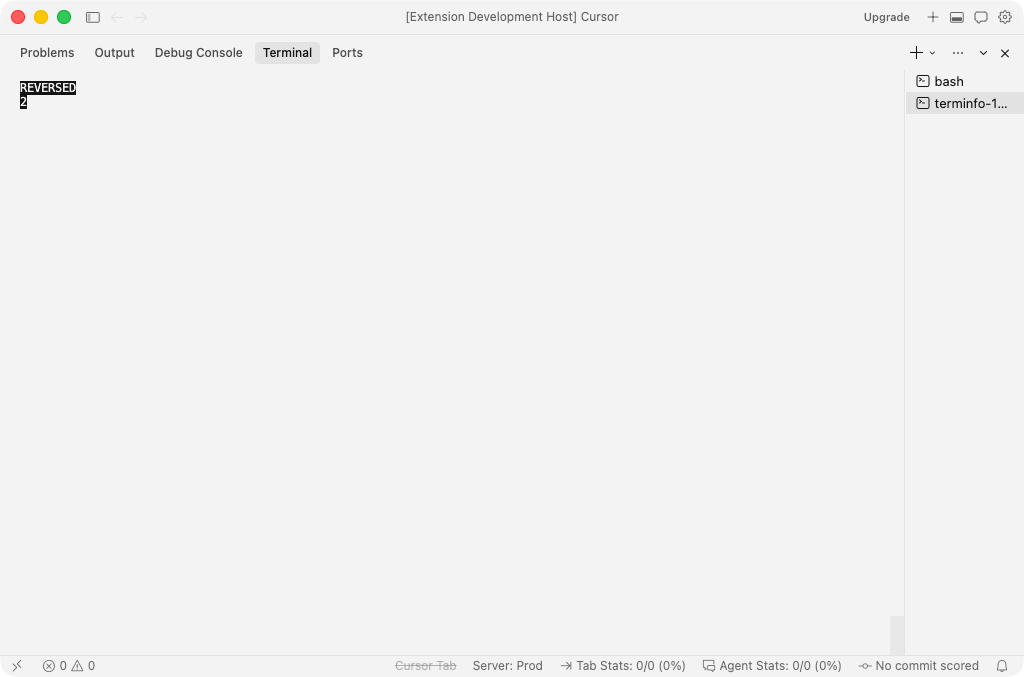 [Extension Development Host] Cursor
Upgrade
Problems Output Debug Console Terminal Ports
REVERSED
2
bash
terminfo-1...
0 0 Cursor Tab Server: Prod Tab Stats: 0/0 (0%) Agent Stats: 0/0 (0%) No commit scored